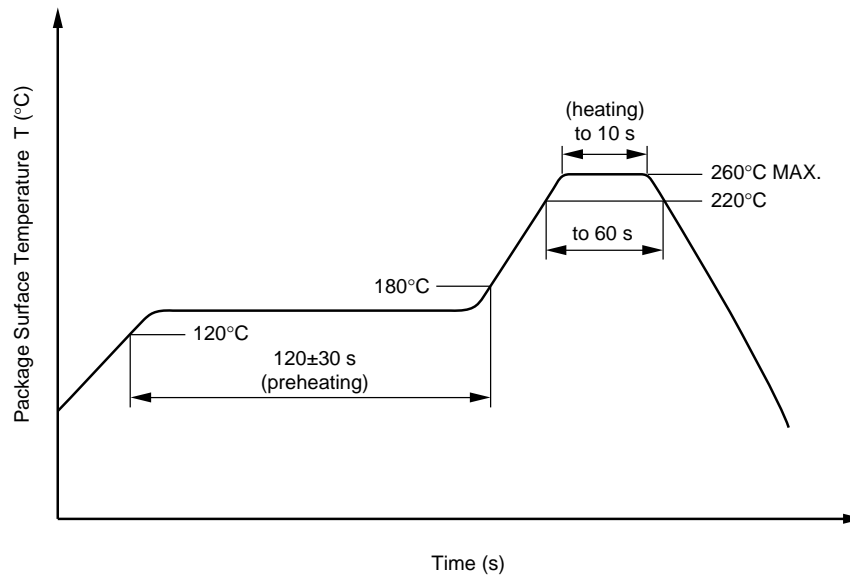 Package Surface Temperature T (°C)
(heating)
to 10 s
260°C MAX.
220°C
to 60 s
180°C
120°C
120±30 s
(preheating)
Time (s)